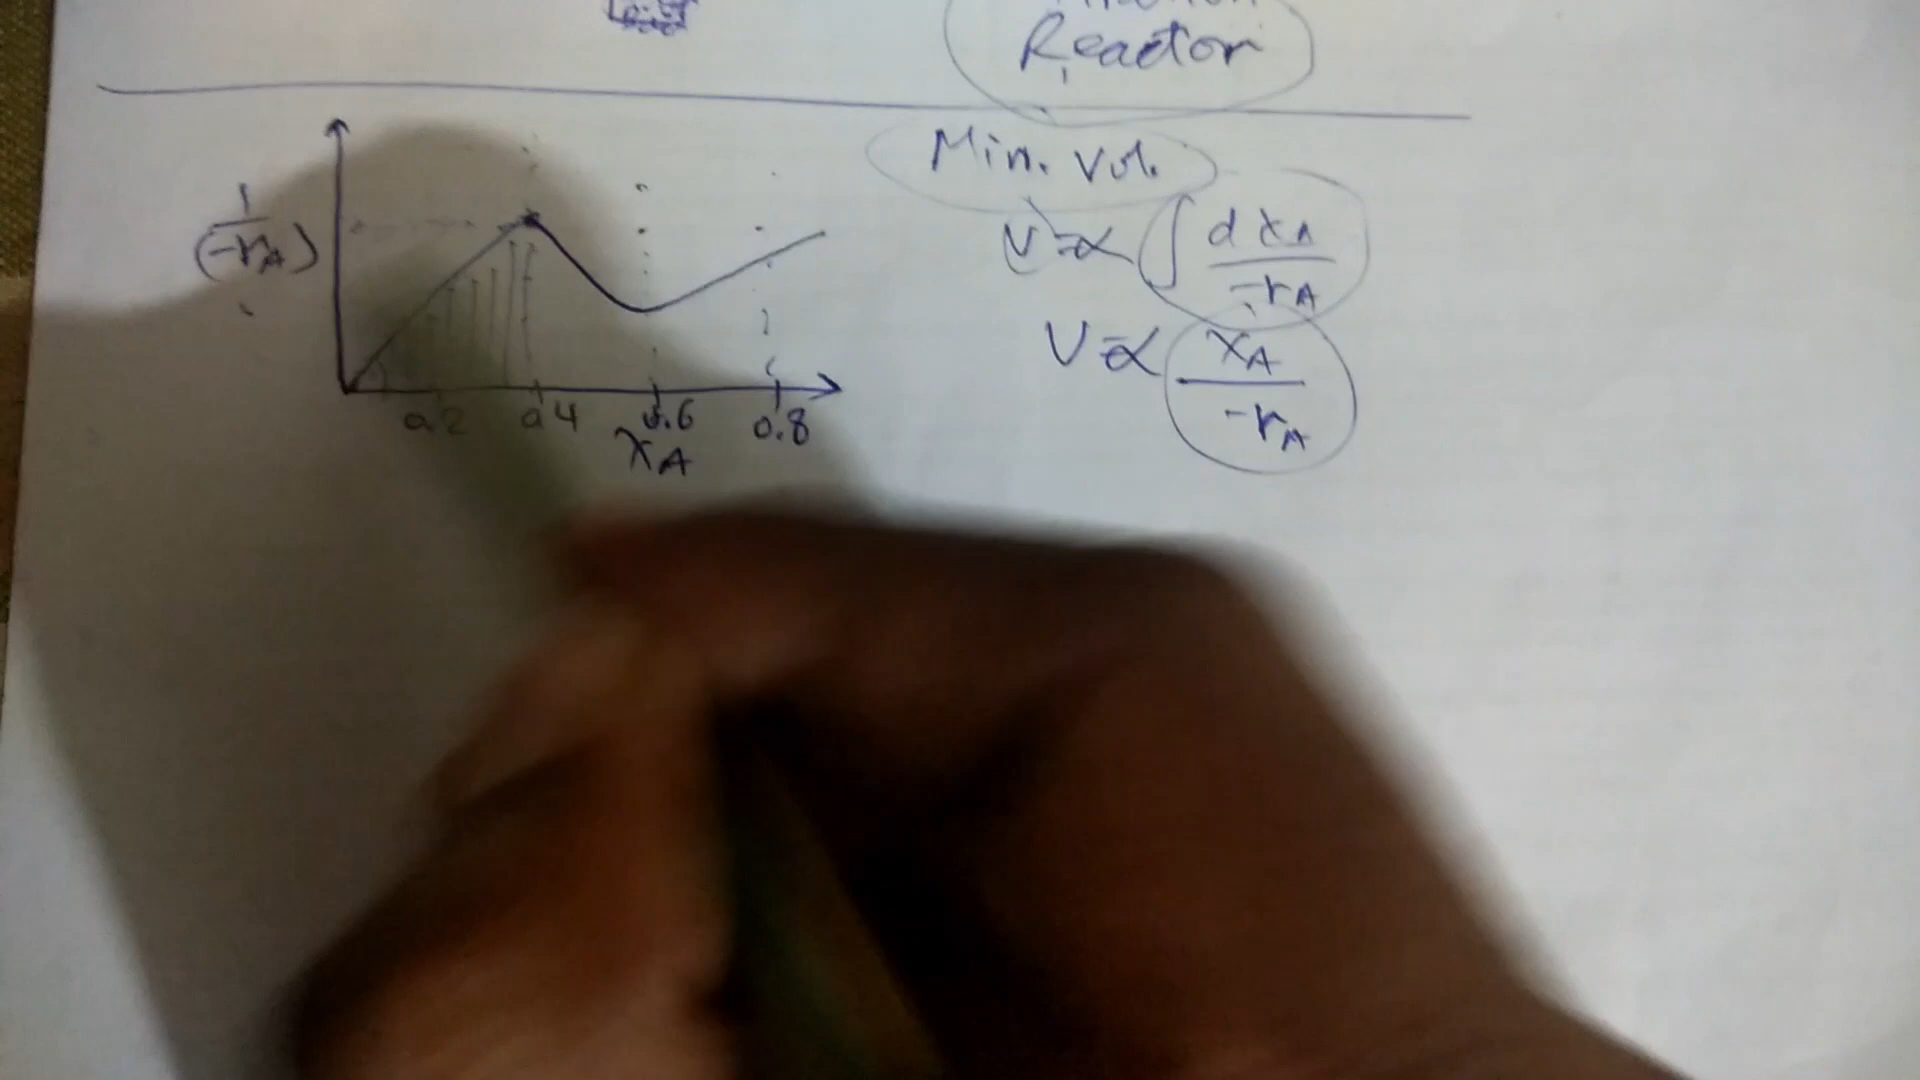 Reactor
Min. Vol.
1
(-rA)
V=α ∫ dXA
-rA
V=α XA
-rA
0.2 0.4 0.6 0.8
XA